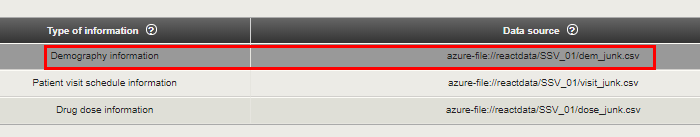 Type of information ? Data source ?
Demography information azure-file://reactdata/SSV_01/dem_junk.csv
Patient visit schedule information azure-file://reactdata/SSV_01/visit_junk.csv
Drug dose information azure-file://reactdata/SSV_01/dose_junk.csv